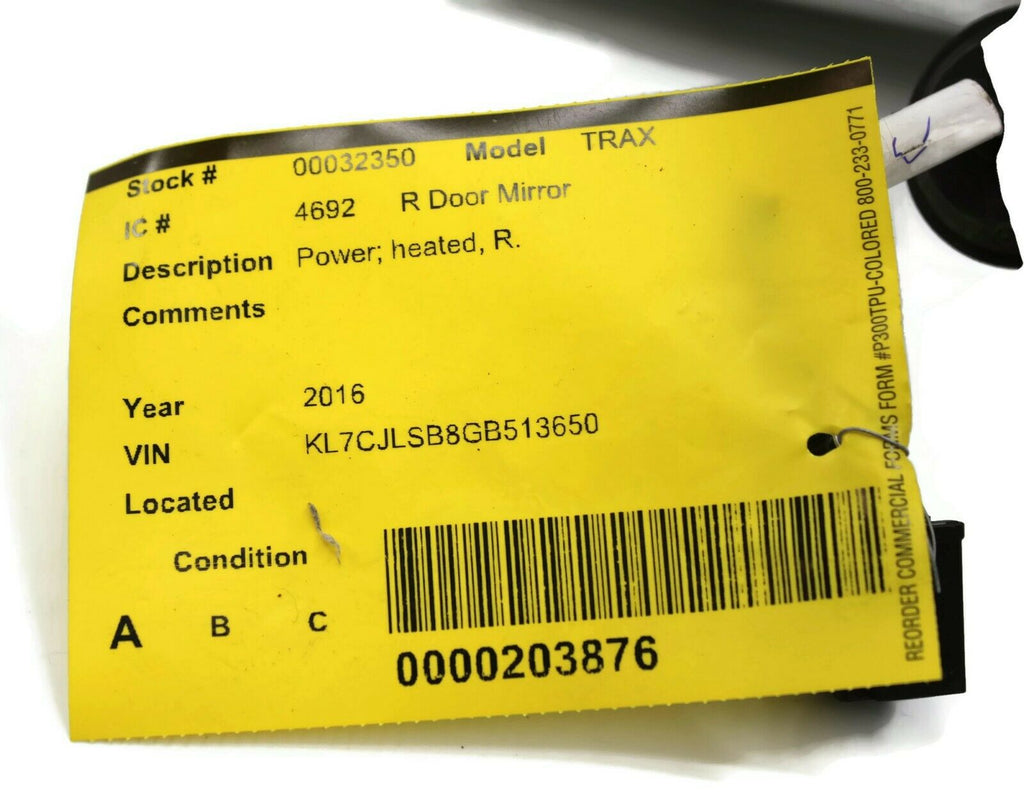 Stock # 00032350 Model TRAX
IC # 4692 R Door Mirror
Description Power; heated, R.
Comments
Year 2016
VIN KL7CJLSB8GB513650
Located
Condition
A B C
0000203876
REORDER COMMERCIAL FORMS FORM #P300TPU-COLORED 800-233-0771